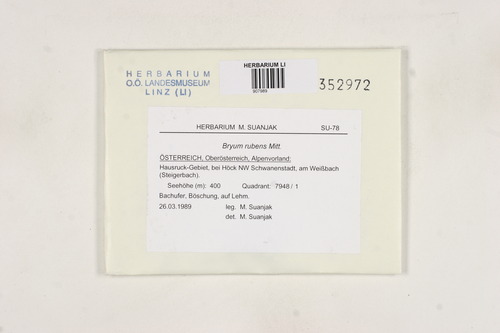 HERBARIUM
O.Ö. LANDESMUSEUM
LINZ (LI)
HERBARIUM LI
907989
352972
HERBARIUM M. SUANJAK SU-78
Bryum rubens Mitt.
ÖSTERREICH, Oberösterreich, Alpenvorland:
Hausruck-Gebiet, bei Höck NW Schwanenstadt, am Weißbach
(Steigerbach).
Seehöhe (m): 400 Quadrant: 7948 / 1
Bachufer, Böschung, auf Lehm.
26.03.1989 leg. M. Suanjak
det. M. Suanjak